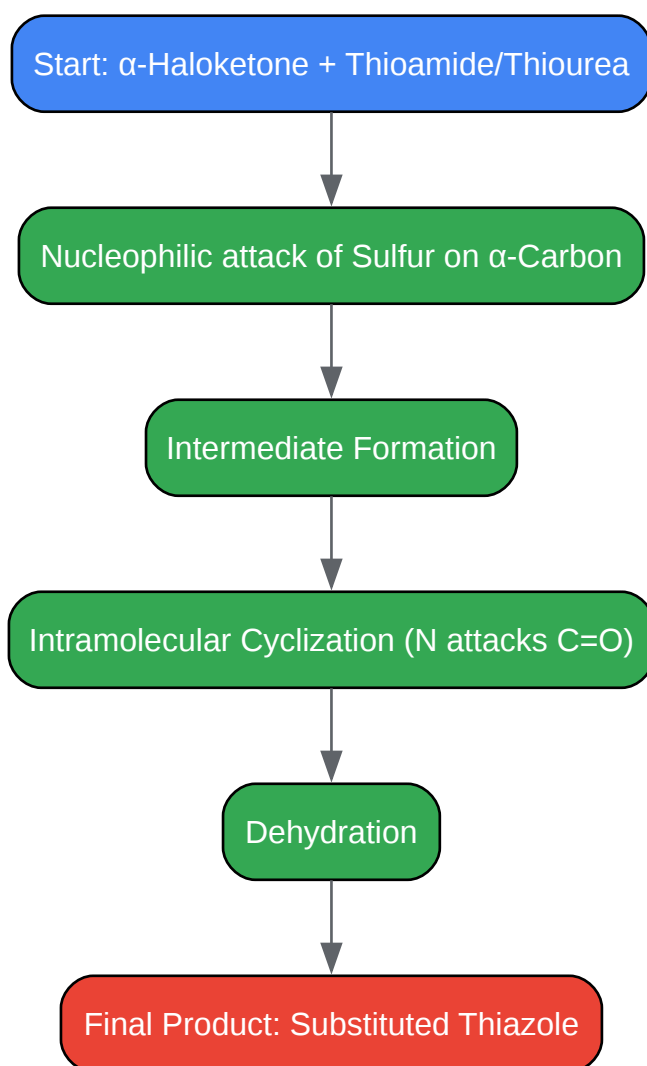 Start: α-Haloketone + Thioamide/Thiourea
Nucleophilic attack of Sulfur on α-Carbon
Intermediate Formation
Intramolecular Cyclization (N attacks C=O)
Dehydration
Final Product: Substituted Thiazole